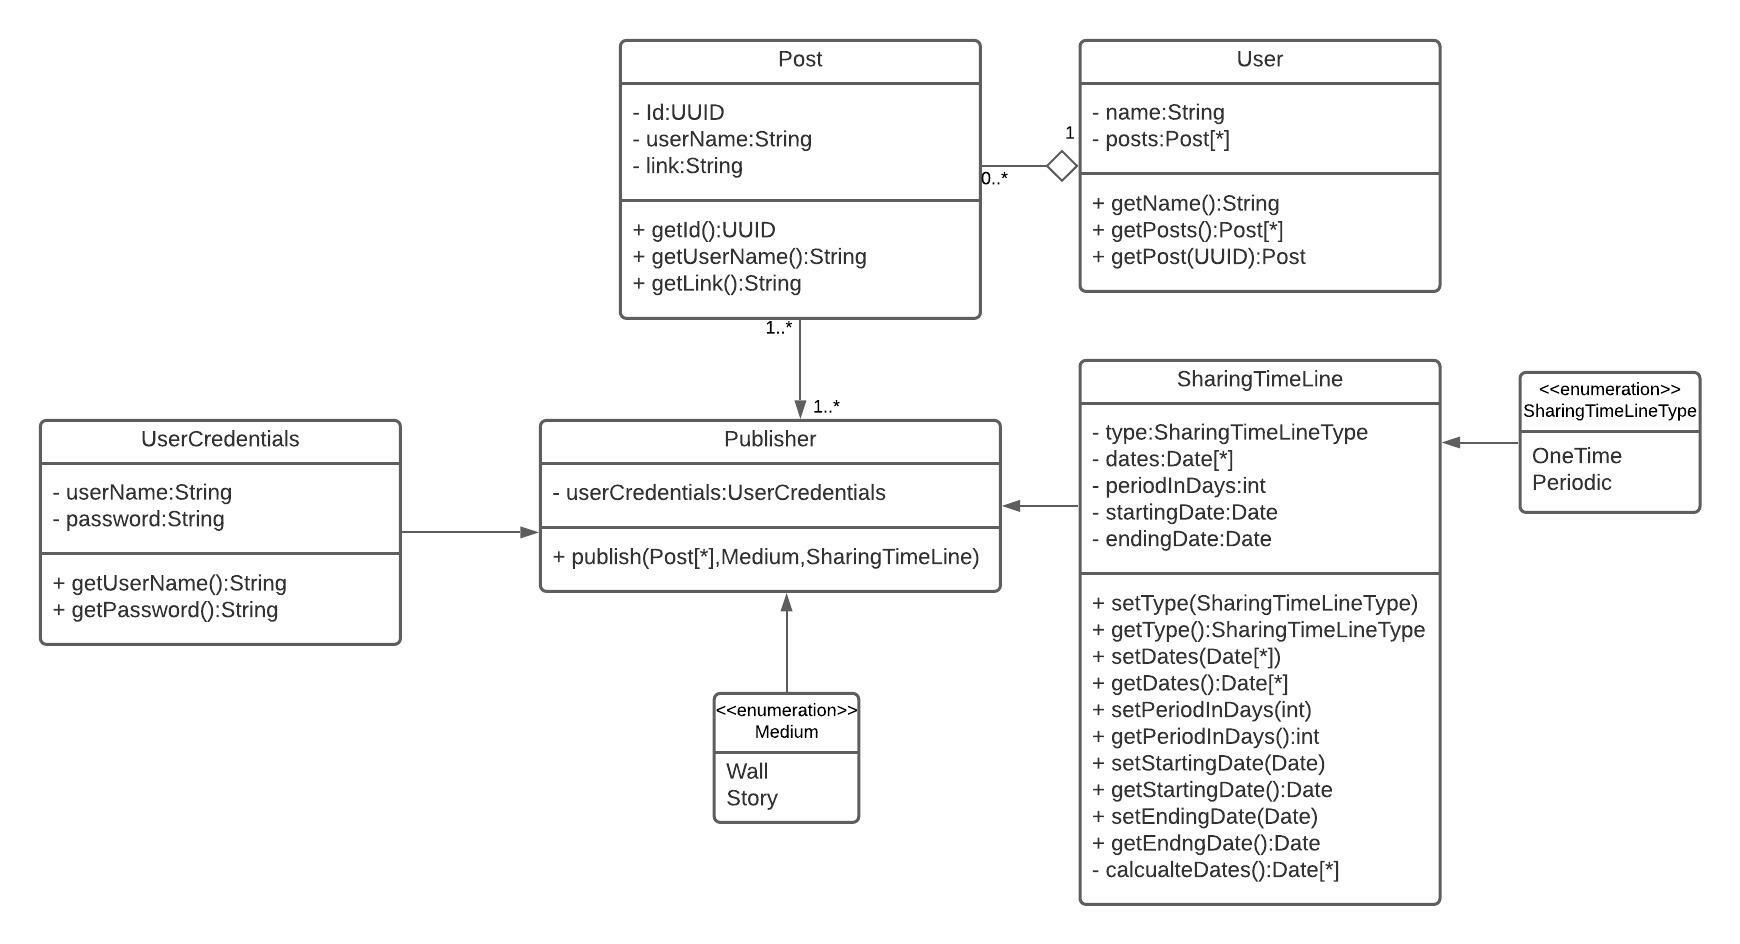 Post
- Id:UUID
- userName:String
- link:String
+ getId():UUID
+ getUserName():String
+ getLink():String
User
- name:String
- posts:Post[*]
+ getName():String
+ getPosts():Post[*]
+ getPost(UUID):Post
1
0..*
1..*
1..*
UserCredentials
- userName:String
- password:String
+ getUserName():String
+ getPassword():String
Publisher
- userCredentials:UserCredentials
+ publish(Post[*],Medium,SharingTimeLine)
SharingTimeLine
- type:SharingTimeLineType
- dates:Date[*]
- periodInDays:int
- startingDate:Date
- endingDate:Date
+ setType(SharingTimeLineType)
+ getType():SharingTimeLineType
+ setDates(Date[*])
+ getDates():Date[*]
+ setPeriodInDays(int)
+ getPeriodInDays():int
+ setStartingDate(Date)
+ getStartingDate():Date
+ setEndingDate(Date)
+ getEndngDate():Date
- calcualteDates():Date[*]
<<enumeration>>
SharingTimeLineType
OneTime
Periodic
<<enumeration>>
Medium
Wall
Story